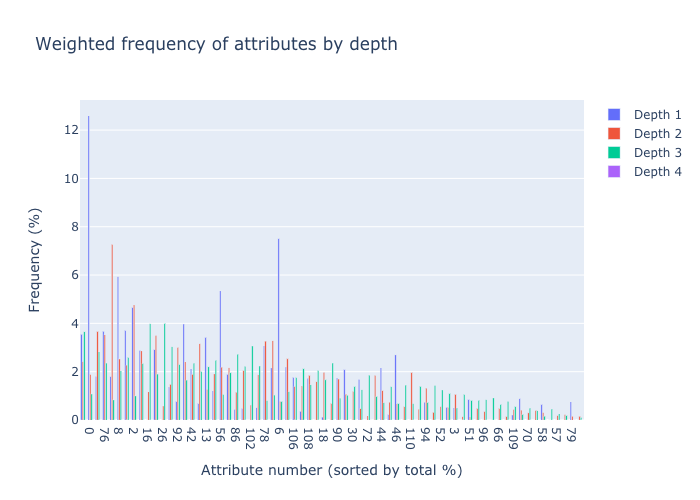 Weighted frequency of attributes by depth
Depth 1
Depth 2
Depth 3
Depth 4
Frequency (%)
12
10
8
6
4
2
0
0 76 8 2 16 26 92 42 13 56 86 102 78 6 106 108 18 90 30 72 44 46 110 94 52 3 51 96 66 109 70 58 57 79
Attribute number (sorted by total %)